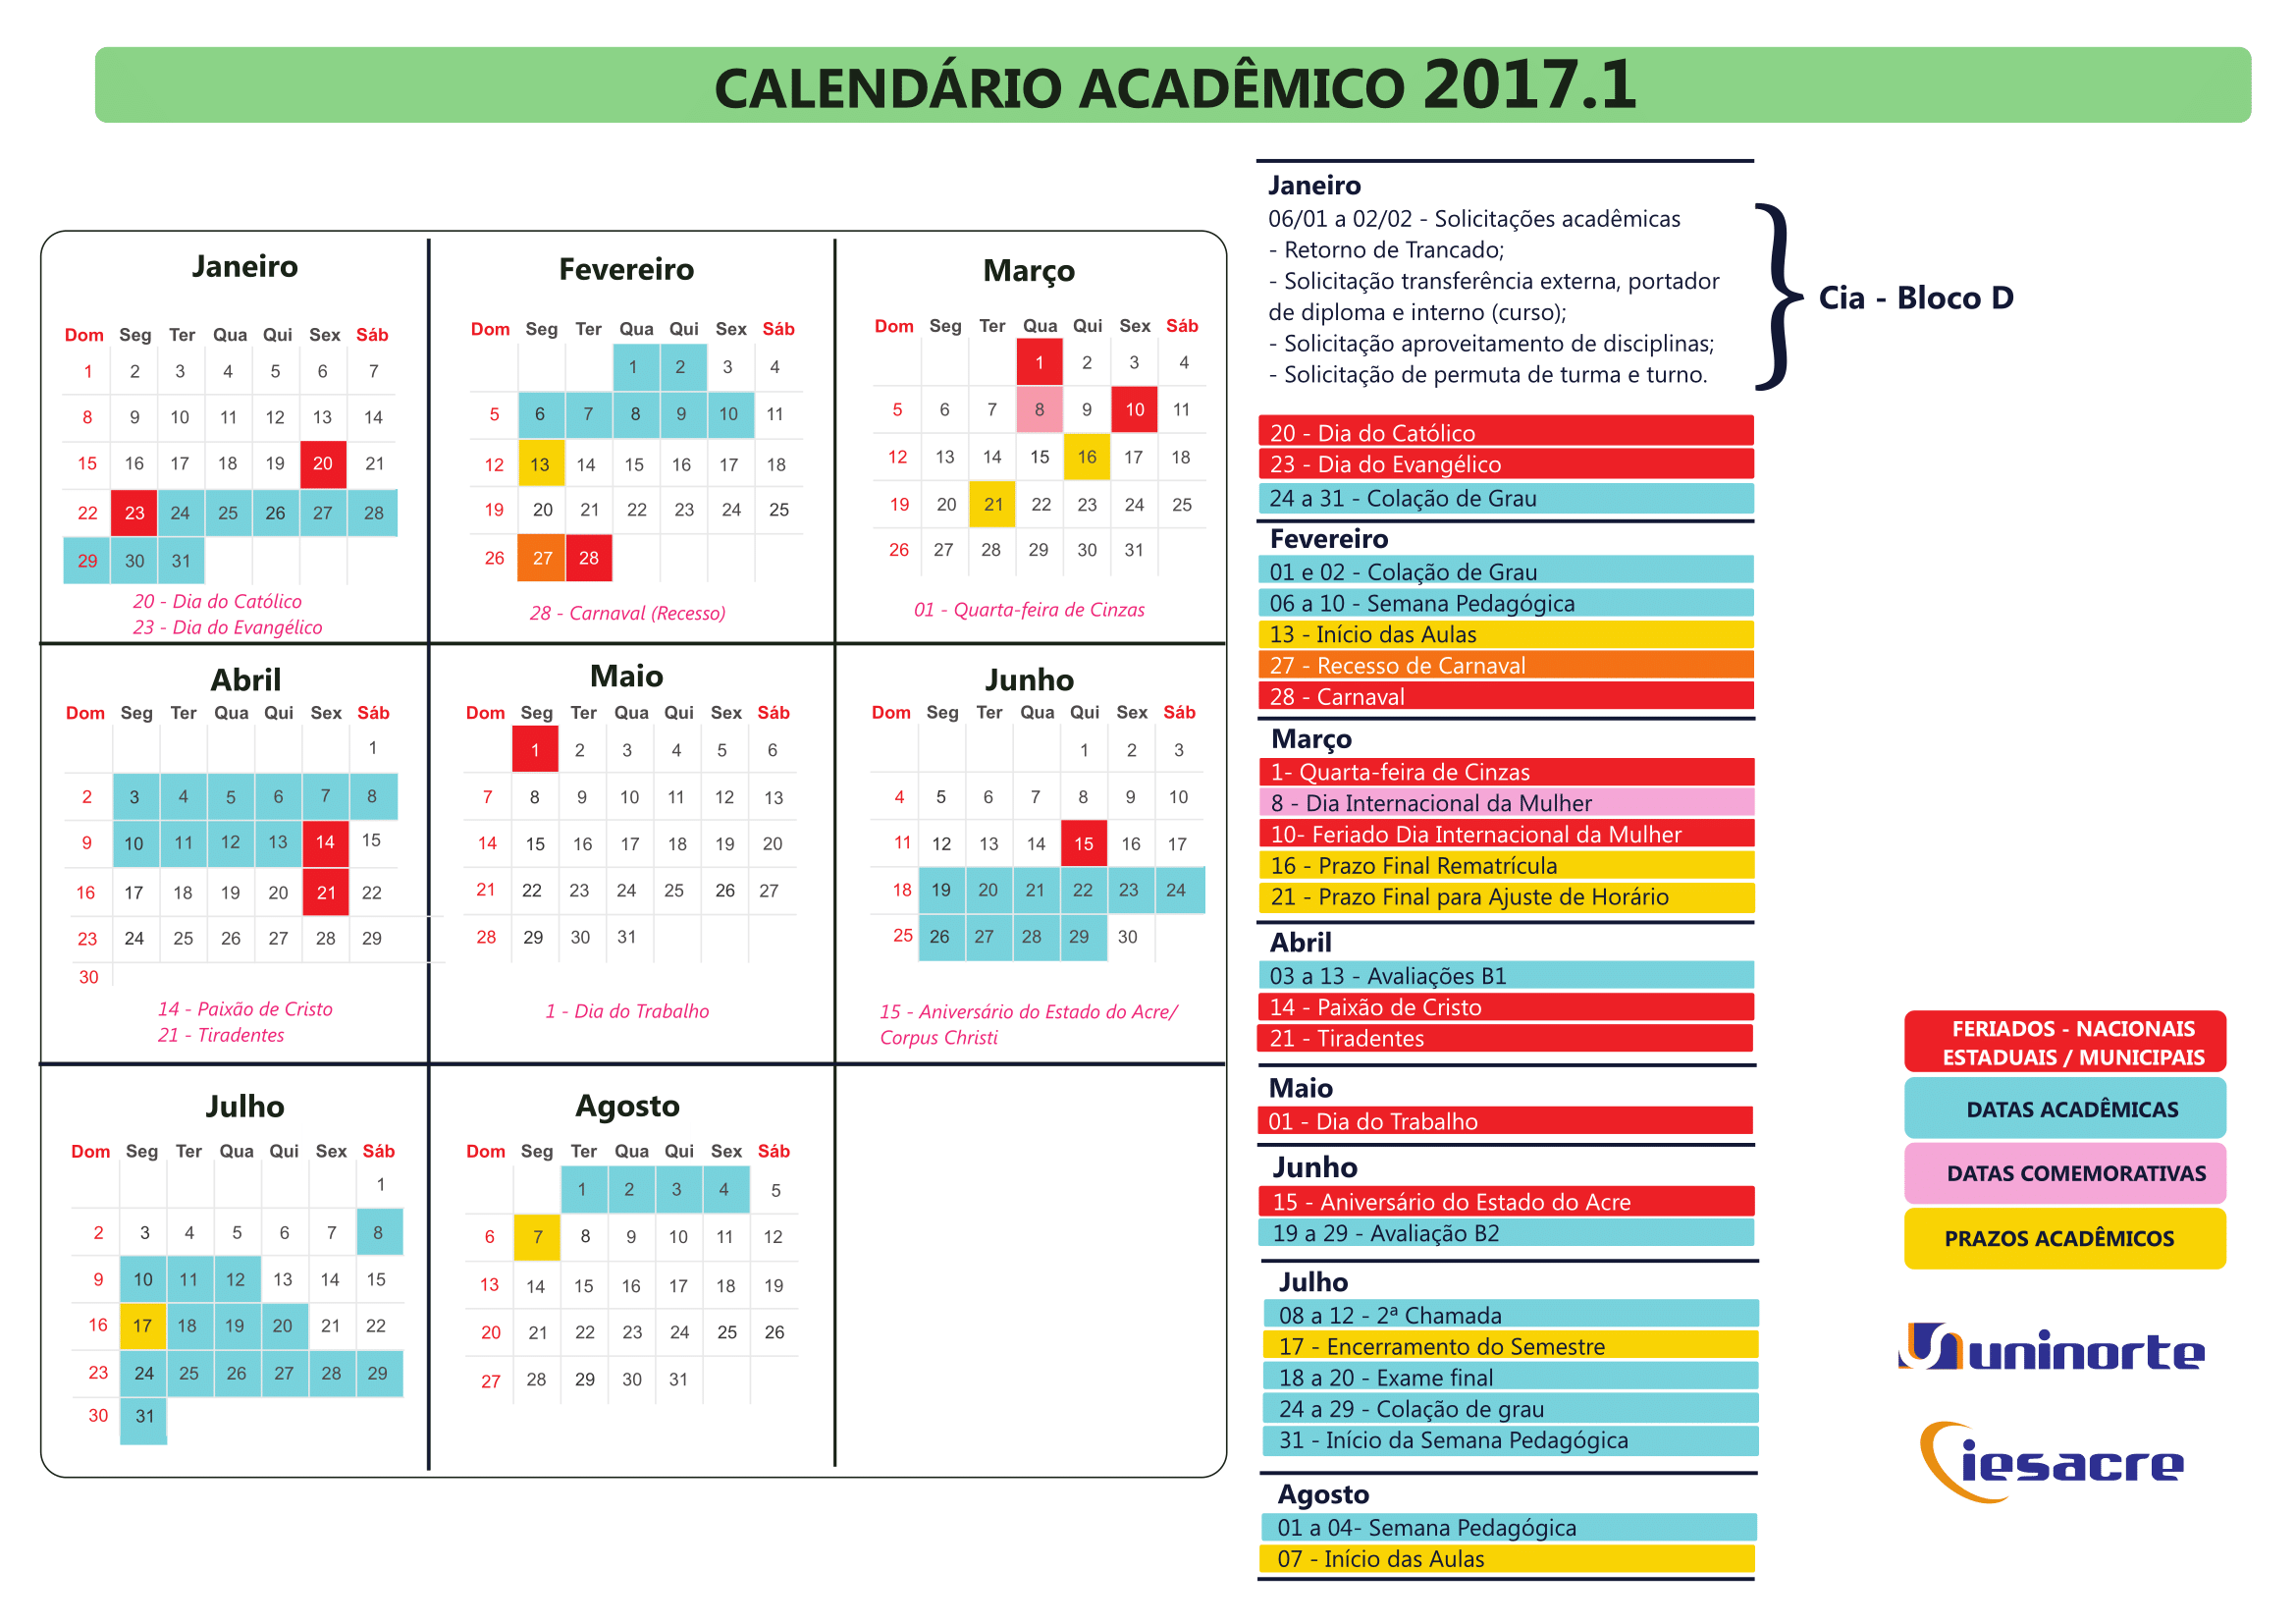 CALENDÁRIO ACADÊMICO 2017.1
Janeiro
Dom Seg Ter Qua Qui Sex Sáb
1 2 3 4 5 6 7
8 9 10 11 12 13 14
15 16 17 18 19 20 21
22 23 24 25 26 27 28
29 30 31
20 - Dia do Católico
23 - Dia do Evangélico
Fevereiro
Dom Seg Ter Qua Qui Sex Sáb
1 2 3 4
5 6 7 8 9 10 11
12 13 14 15 16 17 18
19 20 21 22 23 24 25
26 27 28
28 - Carnaval (Recesso)
Março
Dom Seg Ter Qua Qui Sex Sáb
1 2 3 4
5 6 7 8 9 10 11
12 13 14 15 16 17 18
19 20 21 22 23 24 25
26 27 28 29 30 31
01 - Quarta-feira de Cinzas
Abril
Dom Seg Ter Qua Qui Sex Sáb
1
2 3 4 5 6 7 8
9 10 11 12 13 14 15
16 17 18 19 20 21 22
23 24 25 26 27 28 29
30
14 - Paixão de Cristo
21 - Tiradentes
Maio
Dom Seg Ter Qua Qui Sex Sáb
1 2 3 4 5 6
7 8 9 10 11 12 13
14 15 16 17 18 19 20
21 22 23 24 25 26 27
28 29 30 31
1 - Dia do Trabalho
Junho
Dom Seg Ter Qua Qui Sex Sáb
1 2 3
4 5 6 7 8 9 10
11 12 13 14 15 16 17
18 19 20 21 22 23 24
25 26 27 28 29 30
15 - Aniversário do Estado do Acre/
Corpus Christi
Julho
Dom Seg Ter Qua Qui Sex Sáb
1
2 3 4 5 6 7 8
9 10 11 12 13 14 15
16 17 18 19 20 21 22
23 24 25 26 27 28 29
30 31
Agosto
Dom Seg Ter Qua Qui Sex Sáb
1 2 3 4 5
6 7 8 9 10 11 12
13 14 15 16 17 18 19
20 21 22 23 24 25 26
27 28 29 30 31
Janeiro
06/01 a 02/02 - Solicitações acadêmicas
- Retorno de Trancado;
- Solicitação transferência externa, portador
de diploma e interno (curso);
- Solicitação aproveitamento de disciplinas;
- Solicitação de permuta de turma e turno.
Cia - Bloco D
20 - Dia do Católico
23 - Dia do Evangélico
24 a 31 - Colação de Grau
Fevereiro
01 e 02 - Colação de Grau
06 a 10 - Semana Pedagógica
13 - Início das Aulas
27 - Recesso de Carnaval
28 - Carnaval
Março
1- Quarta-feira de Cinzas
8 - Dia Internacional da Mulher
10- Feriado Dia Internacional da Mulher
16 - Prazo Final Rematrícula
21 - Prazo Final para Ajuste de Horário
Abril
03 a 13 - Avaliações B1
14 - Paixão de Cristo
21 - Tiradentes
Maio
01 - Dia do Trabalho
Junho
15 - Aniversário do Estado do Acre
19 a 29 - Avaliação B2
Julho
08 a 12 - 2ª Chamada
17 - Encerramento do Semestre
18 a 20 - Exame final
24 a 29 - Colação de grau
31 - Início da Semana Pedagógica
Agosto
01 a 04- Semana Pedagógica
07 - Início das Aulas
FERIADOS - NACIONAIS
ESTADUAIS / MUNICIPAIS
DATAS ACADÊMICAS
DATAS COMEMORATIVAS
PRAZOS ACADÊMICOS
uninorte
iesacre